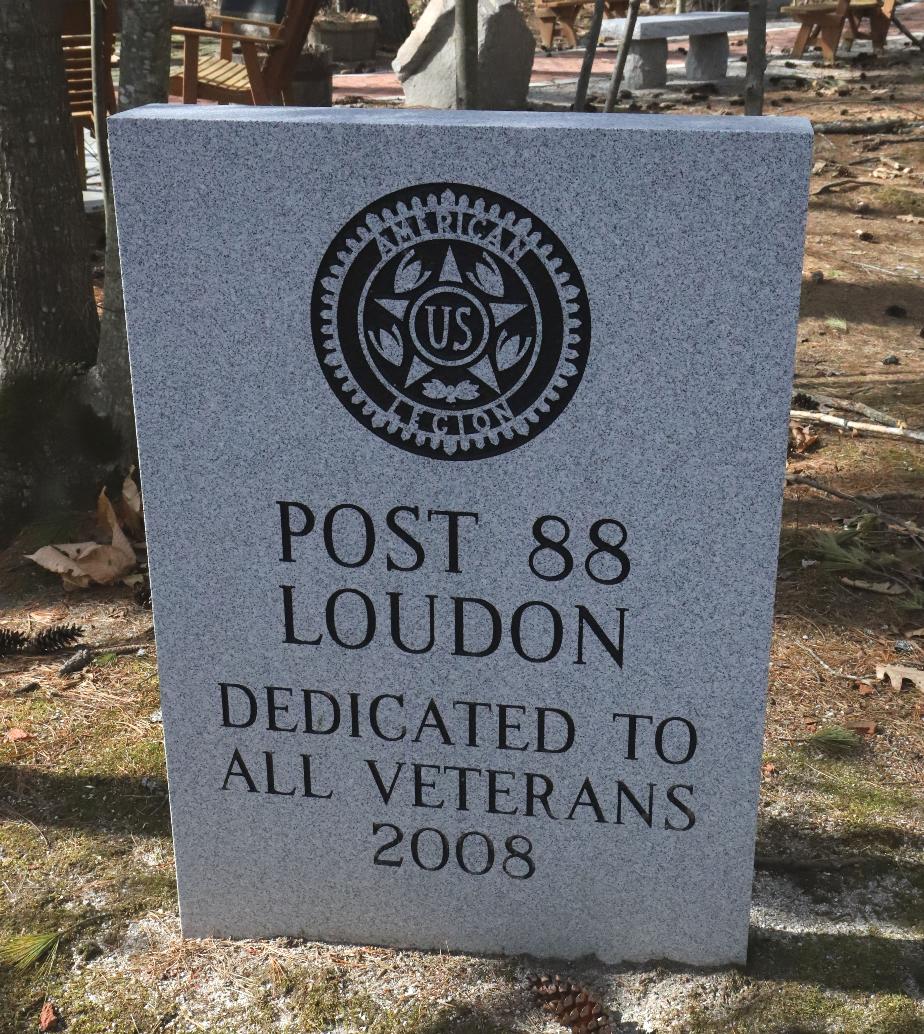 AMERICAN
US
LEGION
POST 88
LOUDON
DEDICATED TO
ALL VETERANS
2008